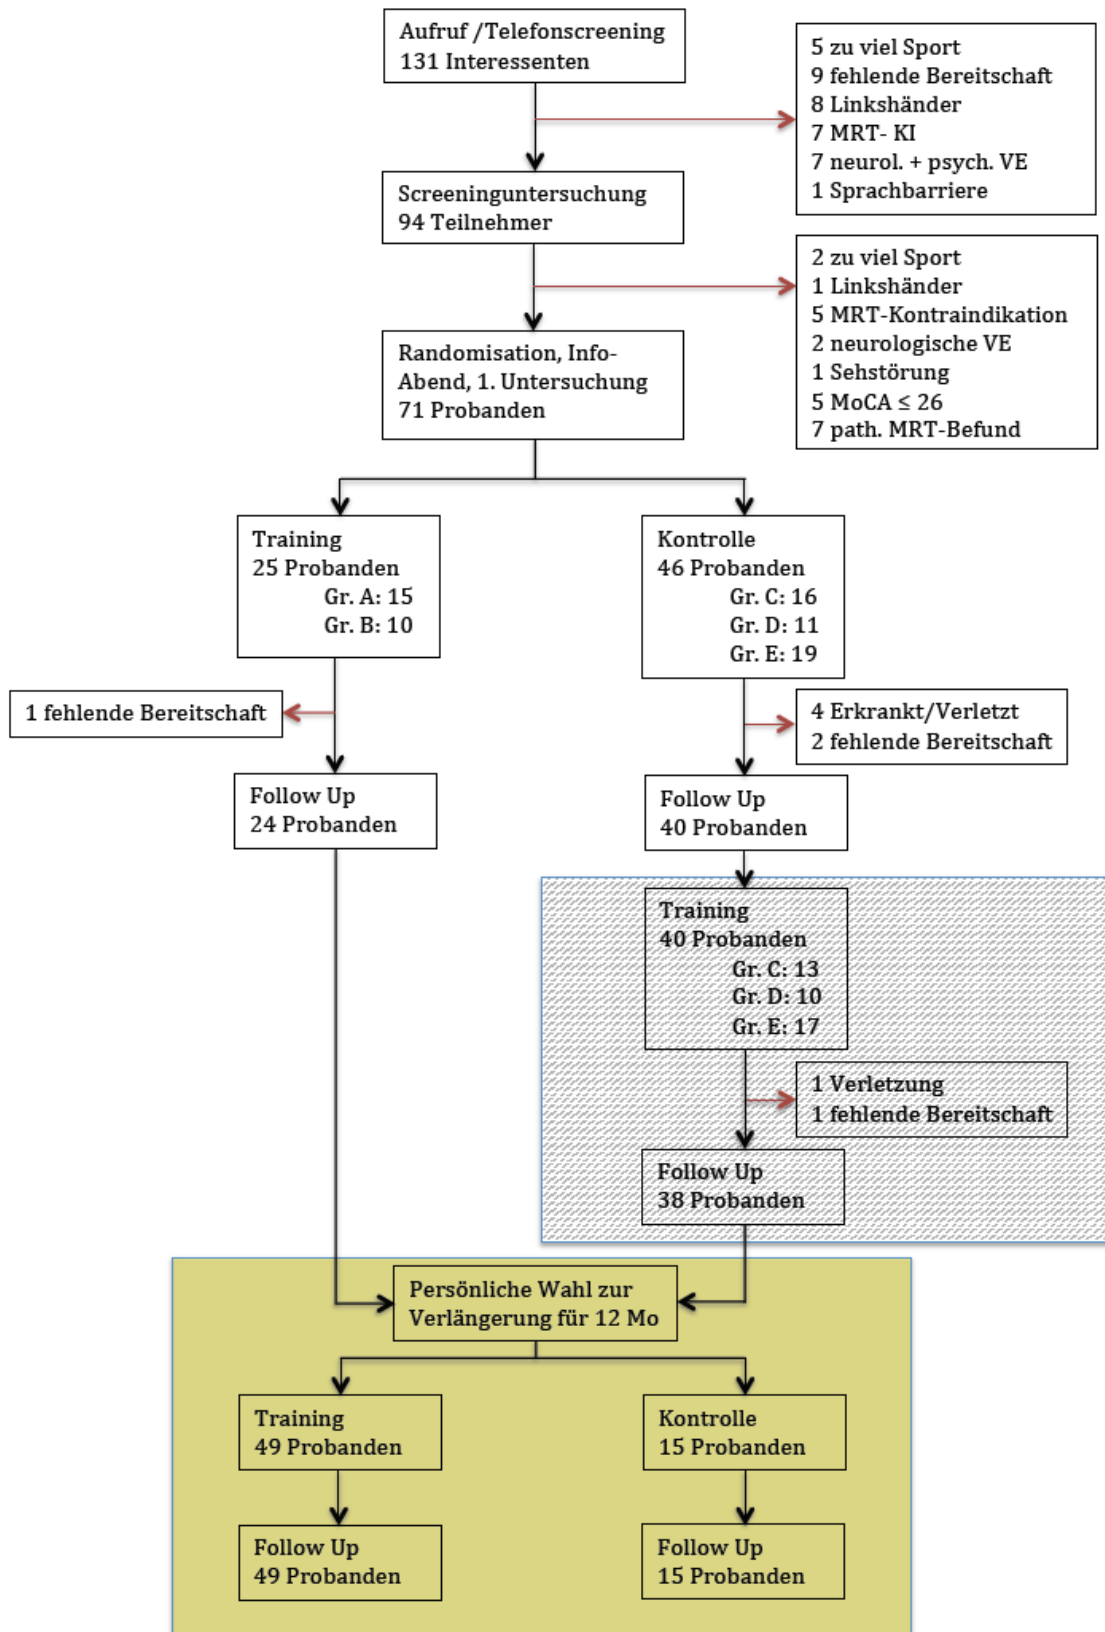 Aufruf /Telefonscreening
131 Interessenten
5 zu viel Sport
9 fehlende Bereitschaft
8 Linkshänder
7 MRT- KI
7 neurol. + psych. VE
1 Sprachbarriere
Screeninguntersuchung
94 Teilnehmer
2 zu viel Sport
1 Linkshänder
5 MRT-Kontraindikation
2 neurologische VE
1 Sehstörung
5 MoCA ≤ 26
7 path. MRT-Befund
Randomisation, Info-
Abend, 1. Untersuchung
71 Probanden
Training
25 Probanden
Gr. A: 15
Gr. B: 10
Kontrolle
46 Probanden
Gr. C: 16
Gr. D: 11
Gr. E: 19
1 fehlende Bereitschaft
4 Erkrankt/Verletzt
2 fehlende Bereitschaft
Follow Up
24 Probanden
Follow Up
40 Probanden
Training
40 Probanden
Gr. C: 13
Gr. D: 10
Gr. E: 17
1 Verletzung
1 fehlende Bereitschaft
Follow Up
38 Probanden
Persönliche Wahl zur
Verlängerung für 12 Mo
Training
49 Probanden
Kontrolle
15 Probanden
Follow Up
49 Probanden
Follow Up
15 Probanden